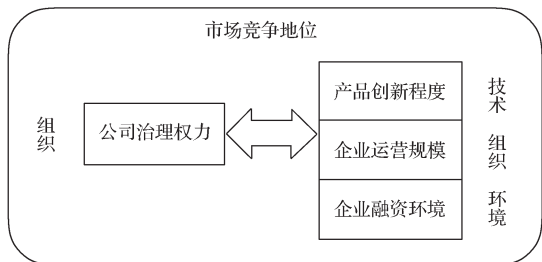 市场竞争地位
组织
公司治理权力
产品创新程度
企业运营规模
企业融资环境
技术
组织
环境